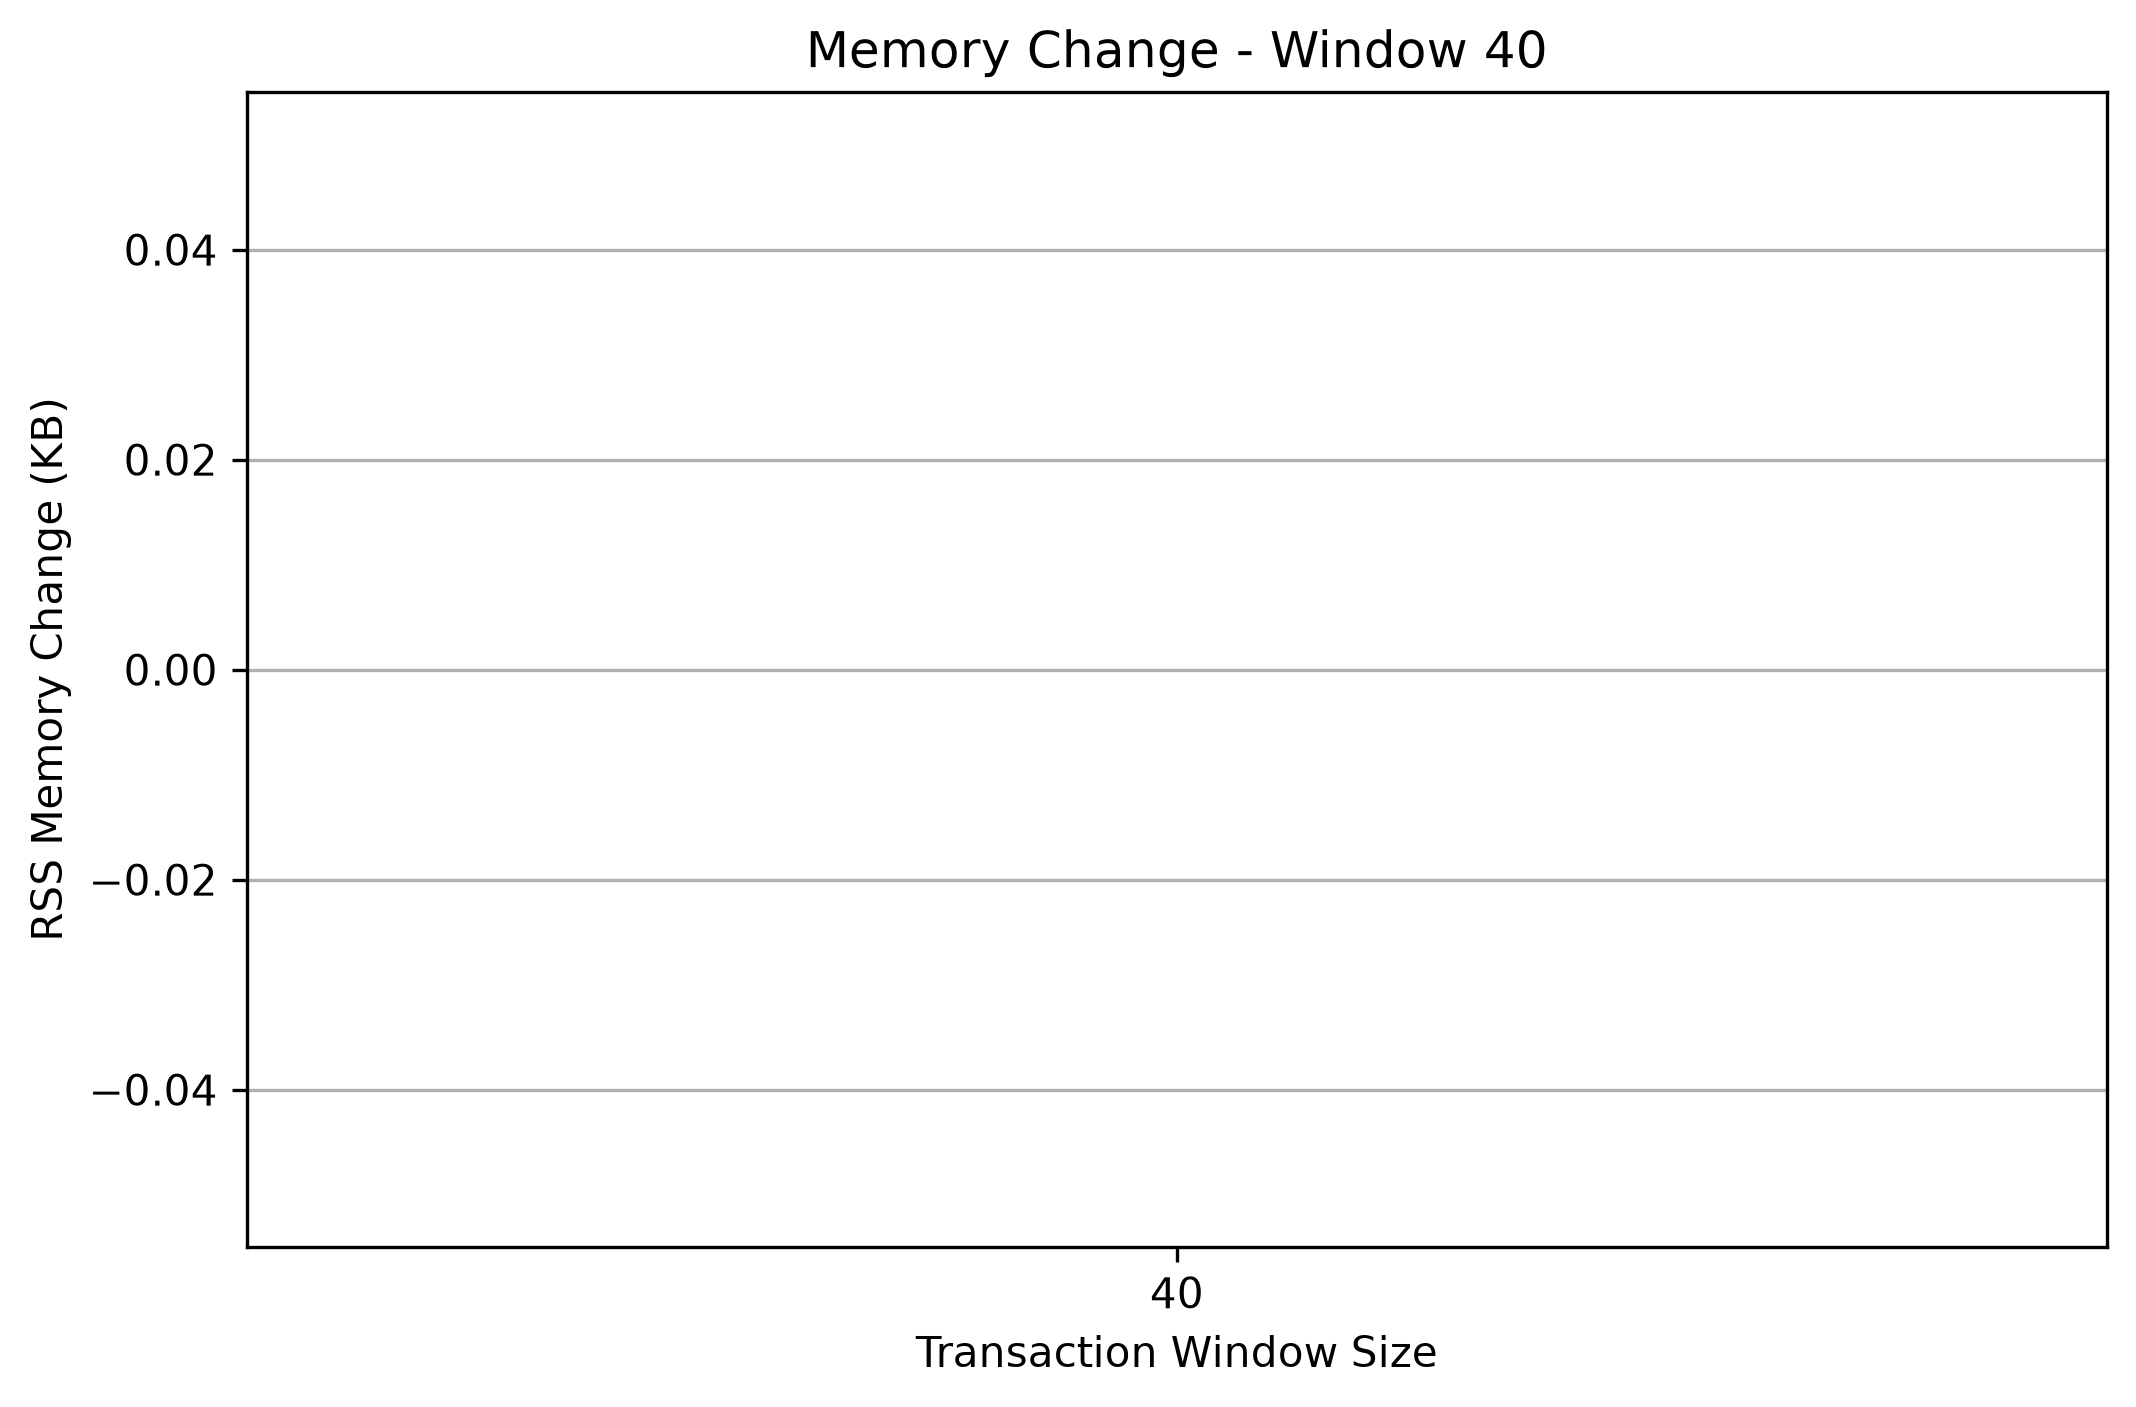 Memory Change - Window 40
RSS Memory Change (KB)
0.04
0.02
0.00
−0.02
−0.04
40
Transaction Window Size